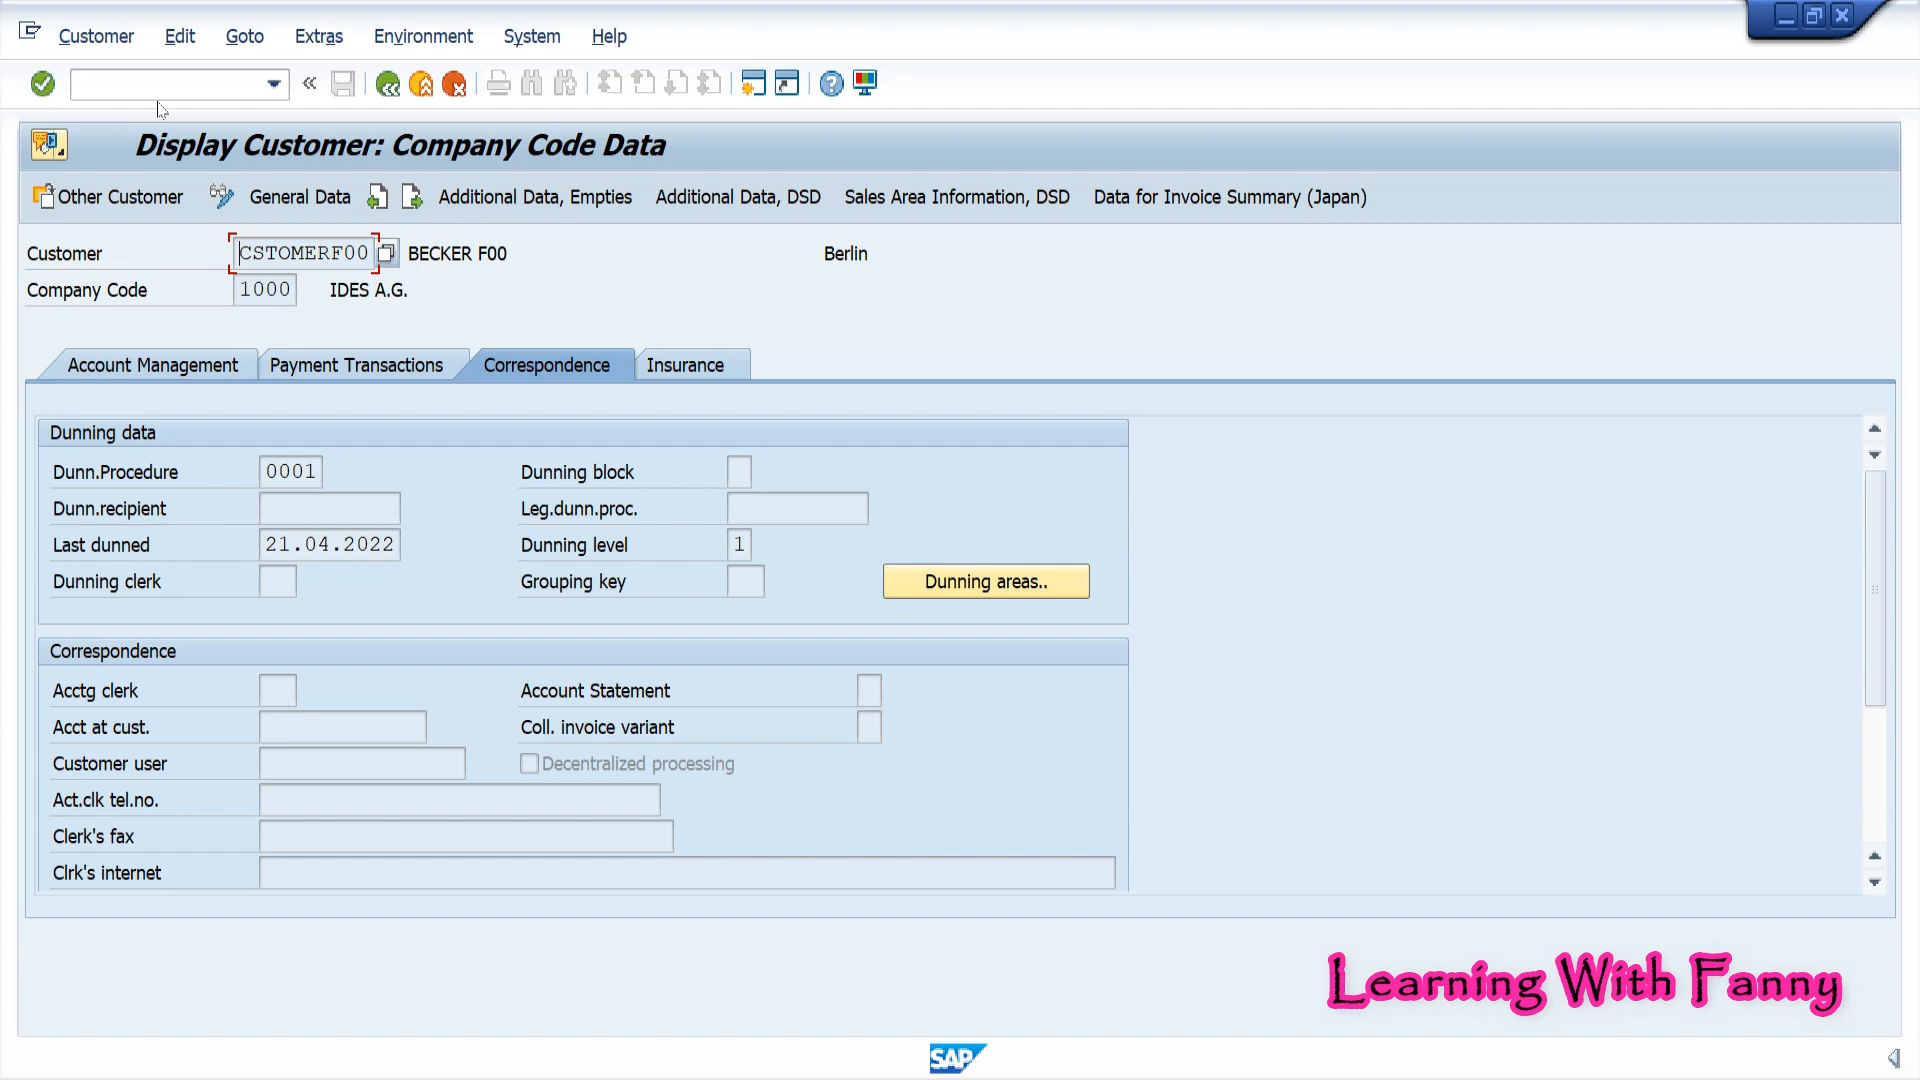 Customer Edit Goto Extras Environment System Help
Display Customer: Company Code Data
Other Customer General Data Additional Data, Empties Additional Data, DSD Sales Area Information, DSD Data for Invoice Summary (Japan)
Customer CSTOMERF00 BECKER F00 Berlin
Company Code 1000 IDES A.G.
Account Management Payment Transactions Correspondence Insurance
Dunning data
Dunn.Procedure 0001 Dunning block
Dunn.recipient Leg.dunn.proc.
Last dunned 21.04.2022 Dunning level 1
Dunning clerk Grouping key Dunning areas..
Correspondence
Acctg clerk Account Statement
Acct at cust. Coll. invoice variant
Customer user Decentralized processing
Act.clk tel.no.
Clerk's fax
Clrk's internet
Learning With Fanny
SAP